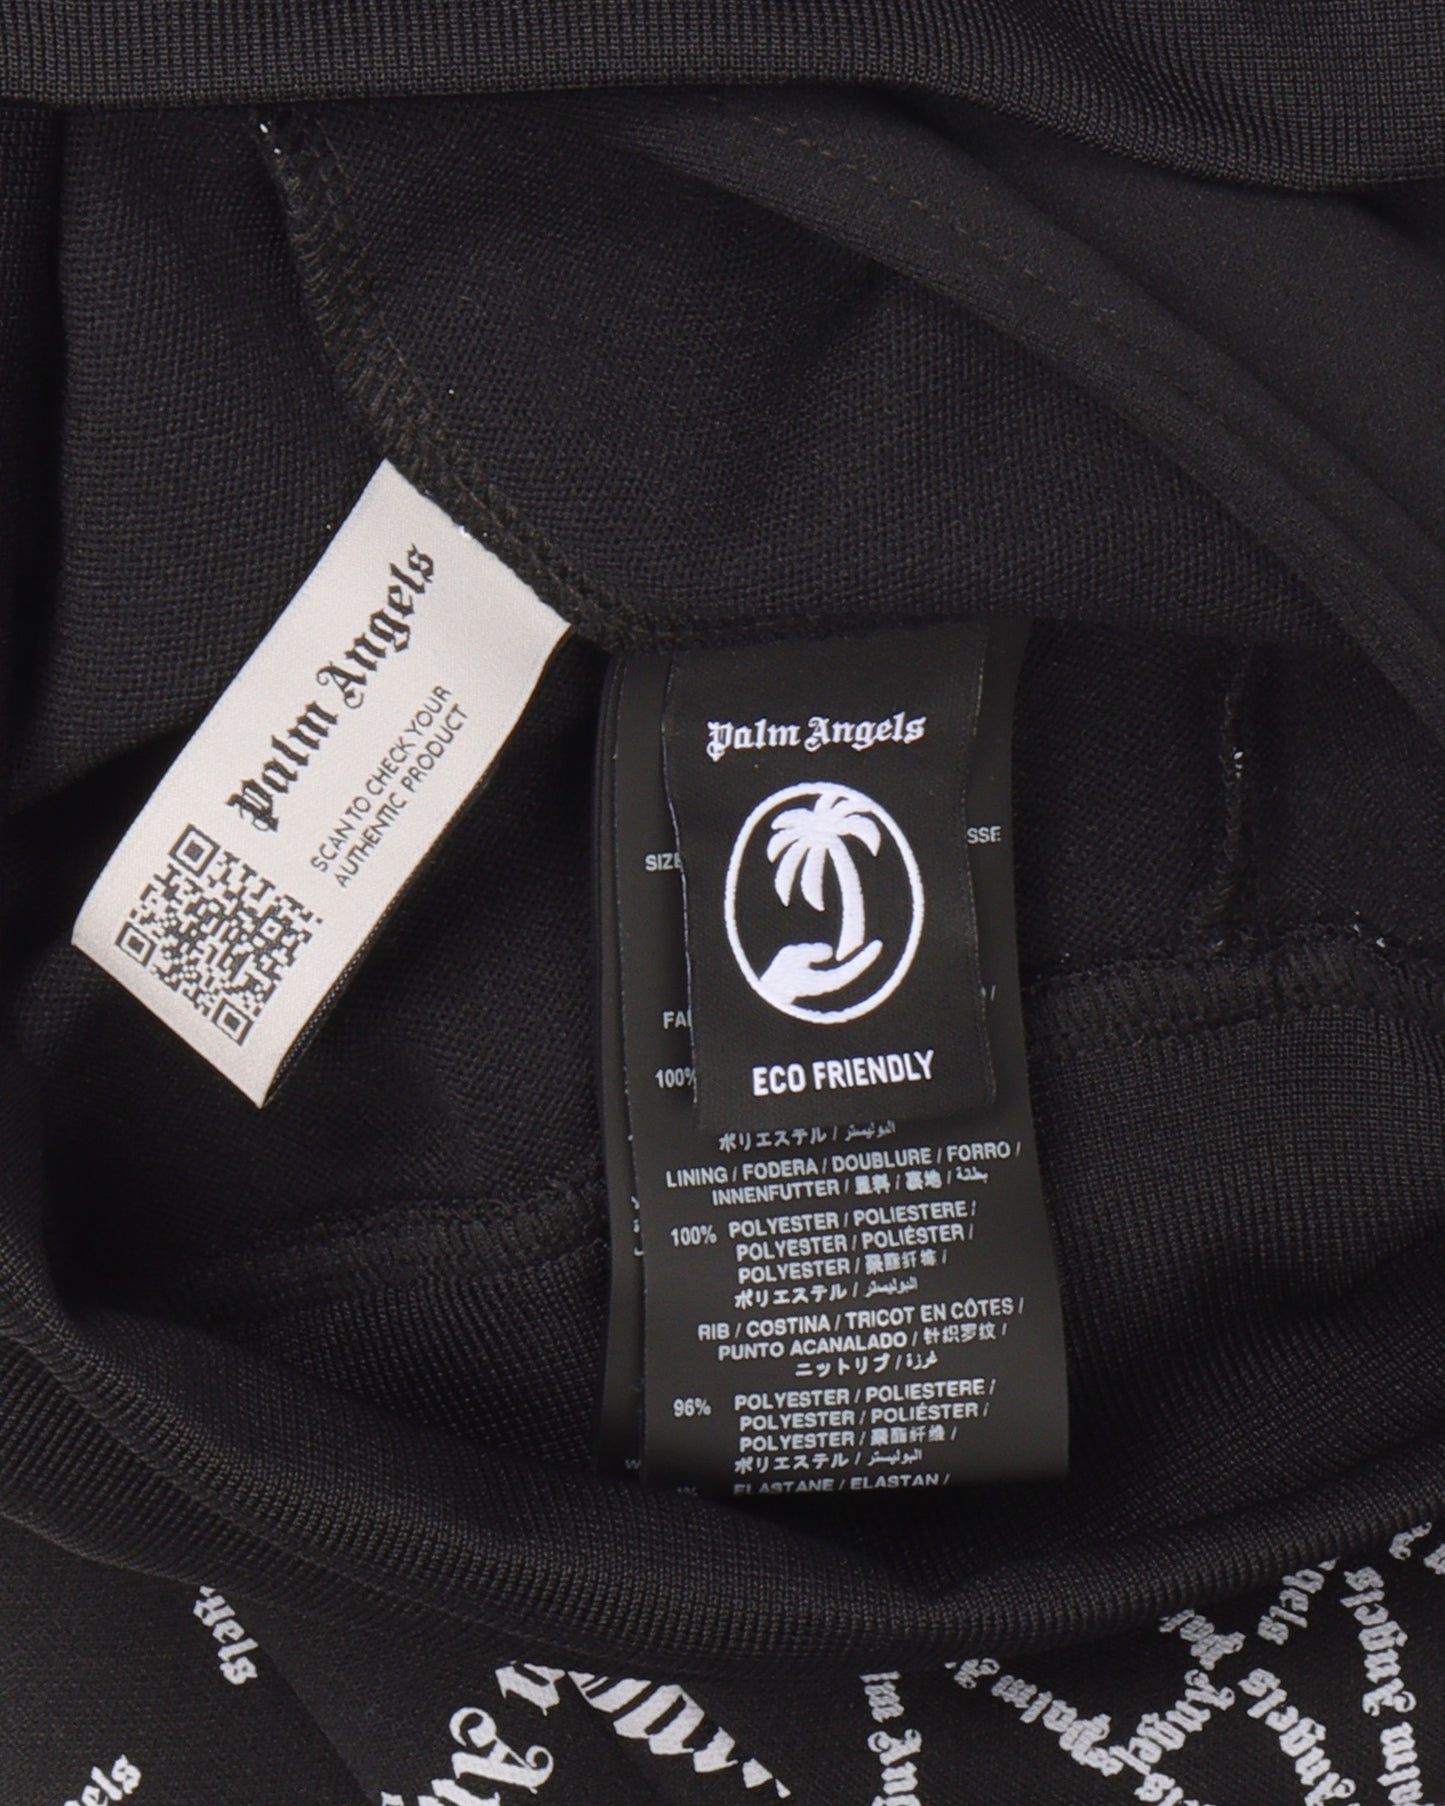 Palm Angels
SCAN TO CHECK YOUR
AUTHENTIC PRODUCT
Palm Angels
ECO FRIENDLY
SIZE
SSE
100%
ポリエステル / البوليستر
LINING / FODERA / DOUBLURE / FORRO /
INNENFUTTER / 里料 / 裏地 / بطانة
100% POLYESTER / POLIESTERE /
POLYESTER / POLIÉSTER /
POLYESTER / 聚酯纤维 /
ポリエステル / البوليستر
RIB / COSTINA / TRICOT EN CÔTES /
PUNTO ACANALADO / 针织罗纹 /
ニットリブ / غرزة
96% POLYESTER / POLIESTERE /
POLYESTER / POLIÉSTER /
POLYESTER / 聚酯纤维 /
ポリエステル / البوليستر
ELASTANE / ELASTAN /